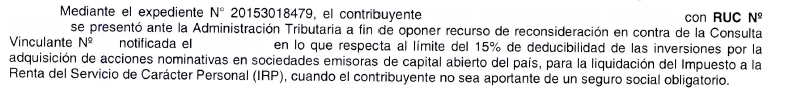 Mediante el expediente N° 20153018479, el contribuyente con RUC Nº
se presentó ante la Administración Tributaria a fin de oponer recurso de reconsideración en contra de la Consulta
Vinculante Nº notificada el en lo que respecta al límite del 15% de deducibilidad de las inversiones por la
adquisición de acciones nominativas en sociedades emisoras de capital abierto del país, para la liquidación del Impuesto a la
Renta del Servicio de Carácter Personal (IRP), cuando el contribuyente no sea aportante de un seguro social obligatorio.